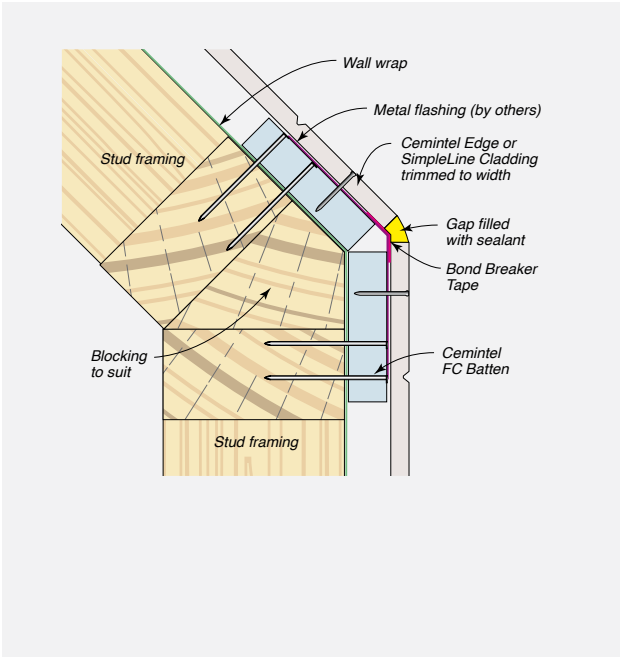 Wall wrap
Metal flashing (by others)
Stud framing
Cemintel Edge or
SimpleLine Cladding
trimmed to width
Gap filled
with sealant
Bond Breaker
Tape
Blocking
to suit
Cemintel
FC Batten
Stud framing